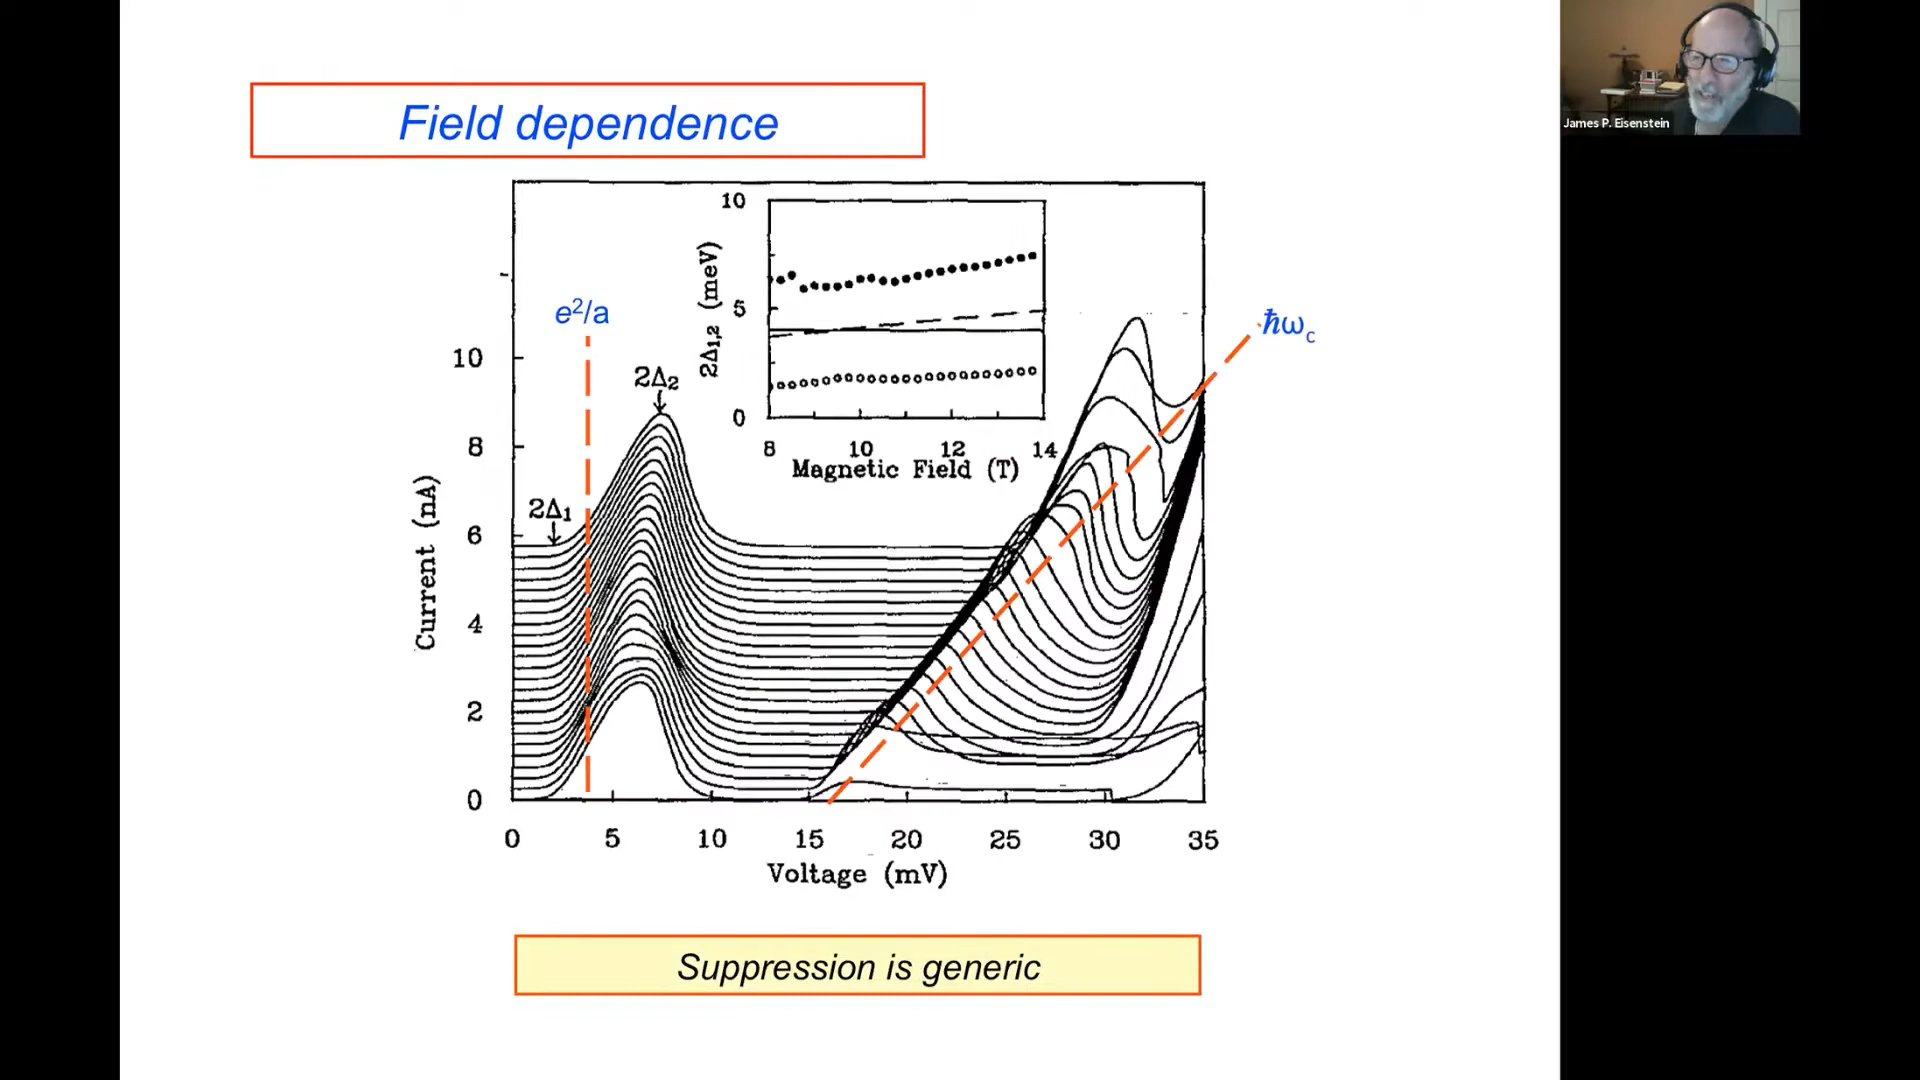 Field dependence
James P. Eisenstein
10
5
0
2Δ₁,₂ (meV)
8 10 12 14
Magnetic Field (T)
e²/a
ħω_c
2Δ₂
2Δ₁
10
8
6
4
2
0
Current (nA)
0 5 10 15 20 25 30 35
Voltage (mV)
Suppression is generic